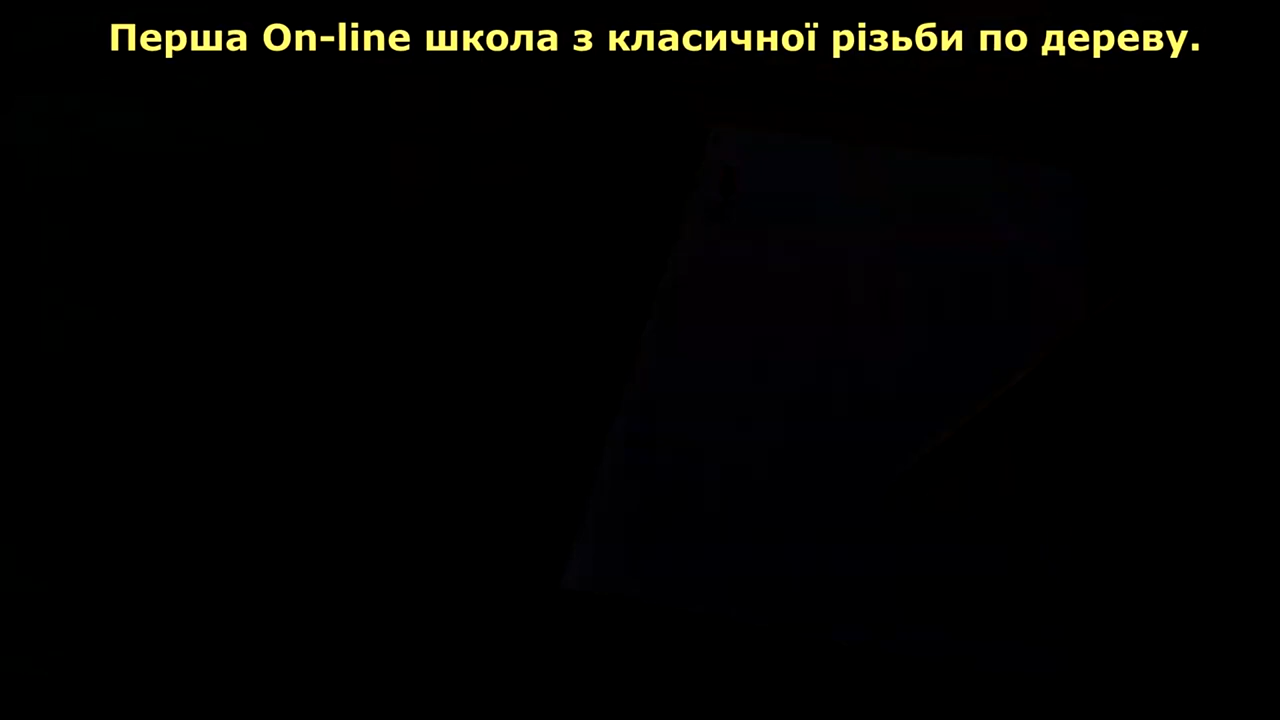 Перша On-line школа з класичної різьби по дереву.